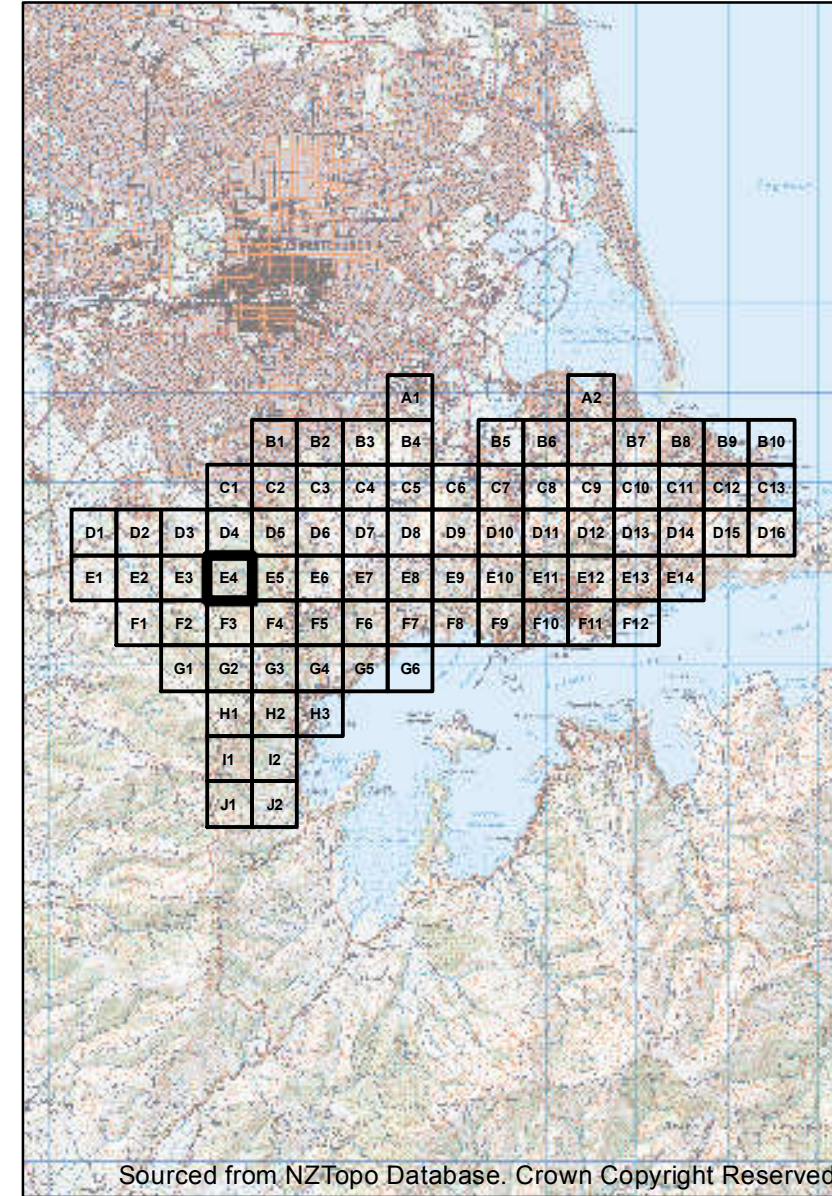 A1 A2
B1 B2 B3 B4 B5 B6 B7 B8 B9 B10
C1 C2 C3 C4 C5 C6 C7 C8 C9 C10 C11 C12 C13
D1 D2 D3 D4 D5 D6 D7 D8 D9 D10 D11 D12 D13 D14 D15 D16
E1 E2 E3 E4 E5 E6 E7 E8 E9 E10 E11 E12 E13 E14
F1 F2 F3 F4 F5 F6 F7 F8 F9 F10 F11 F12
G1 G2 G3 G4 G5 G6
H1 H2 H3
I1 I2
J1 J2
Sourced from NZTopo Database. Crown Copyright Reserved